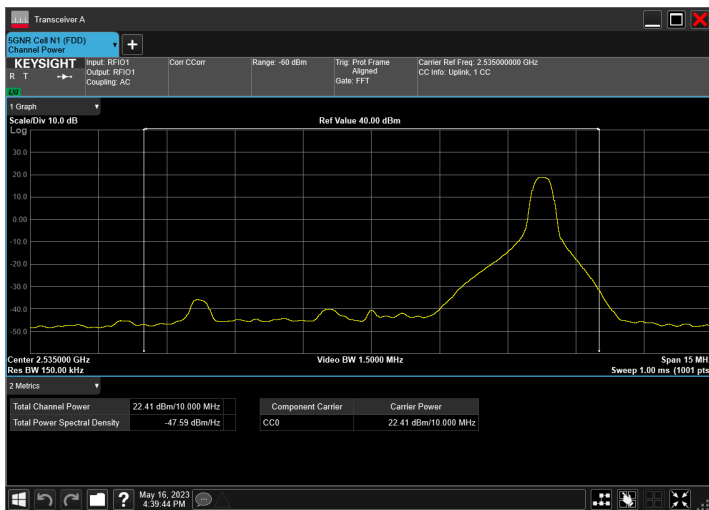 Transceiver A
5GNR Cell N1 (FDD)
Channel Power
KEYSIGHT
R T
LXI
Input: RFIO1
Output: RFIO1
Coupling: AC
Corr CCorr
Range: -60 dBm
Trig: Prot Frame
Aligned
Gate: FFT
Carrier Ref Freq: 2.535000000 GHz
CC Info: Uplink, 1 CC
1 Graph
Scale/Div 10.0 dB
Ref Value 40.00 dBm
Log
30.0
20.0
10.0
0.00
-10.0
-20.0
-30.0
-40.0
-50.0
Center 2.535000 GHz
Video BW 1.5000 MHz
Span 15 MH
Res BW 150.00 kHz
Sweep 1.00 ms (1001 pts
2 Metrics
Total Channel Power 22.41 dBm/10.000 MHz
Total Power Spectral Density -47.59 dBm/Hz
Component Carrier Carrier Power
CC0 22.41 dBm/10.000 MHz
?
May 16, 2023
4:39:44 PM